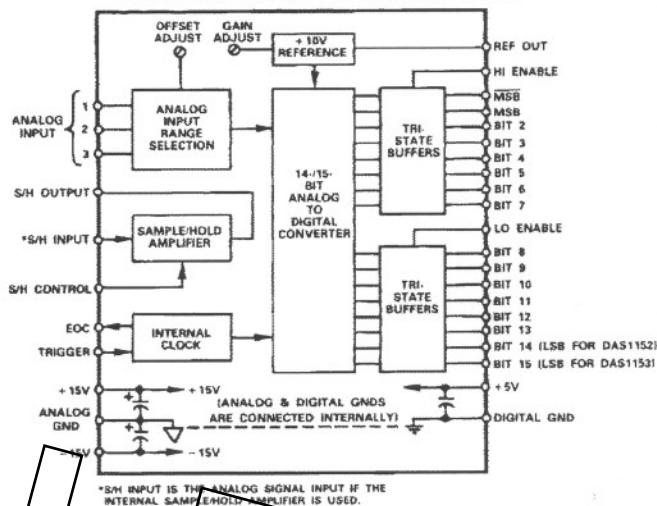 OFFSET ADJUST
GAIN ADJUST
+10V REFERENCE
REF OUT
HI ENABLE
ANALOG INPUT
1
2
3
ANALOG INPUT RANGE SELECTION
14-/15-BIT ANALOG TO DIGITAL CONVERTER
TRI-STATE BUFFERS
MSB
MSB
BIT 2
BIT 3
BIT 4
BIT 5
BIT 6
BIT 7
S/H OUTPUT
*S/H INPUT
SAMPLE/HOLD AMPLIFIER
S/H CONTROL
LO ENABLE
TRI-STATE BUFFERS
BIT 8
BIT 9
BIT 10
BIT 11
BIT 12
BIT 13
BIT 14 (LSB FOR DAS1152)
BIT 15 (LSB FOR DAS1153)
EOC
TRIGGER
INTERNAL CLOCK
+15V
+15V
ANALOG GND
-15V
-15V
(ANALOG & DIGITAL GNDS
ARE CONNECTED INTERNALLY)
+5V
DIGITAL GND
*S/H INPUT IS THE ANALOG SIGNAL INPUT IF THE
INTERNAL SAMPLE/HOLD AMPLIFIER IS USED.